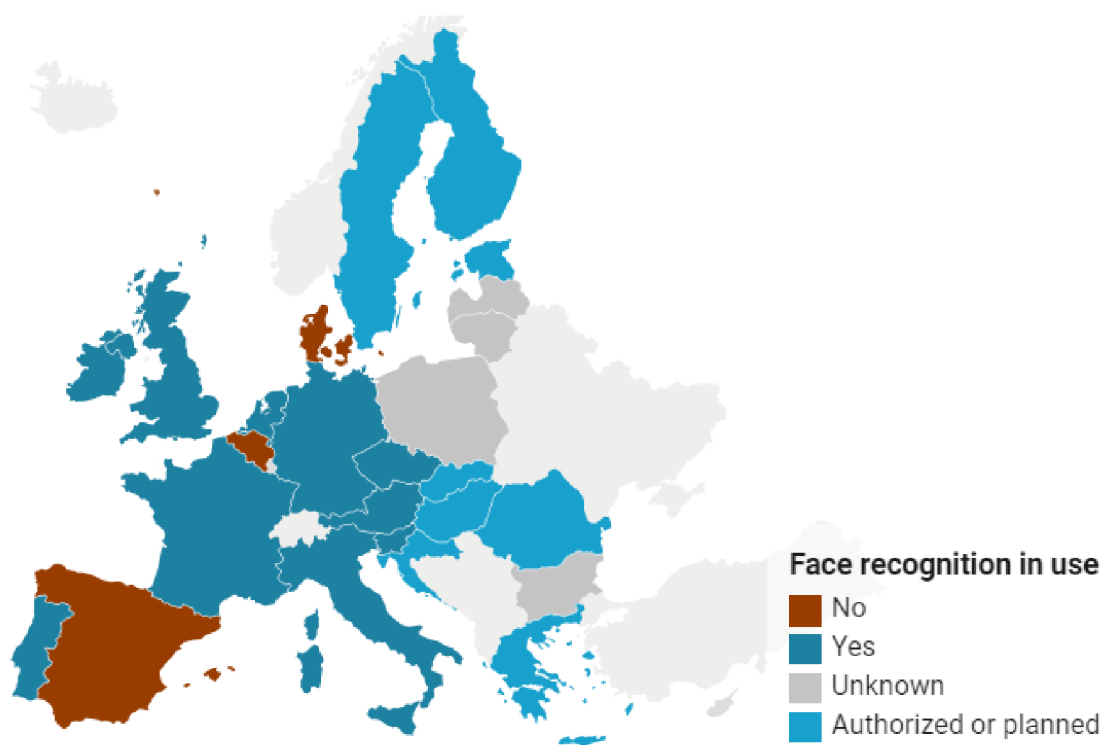 Face recognition in use
No
Yes
Unknown
Authorized or planned